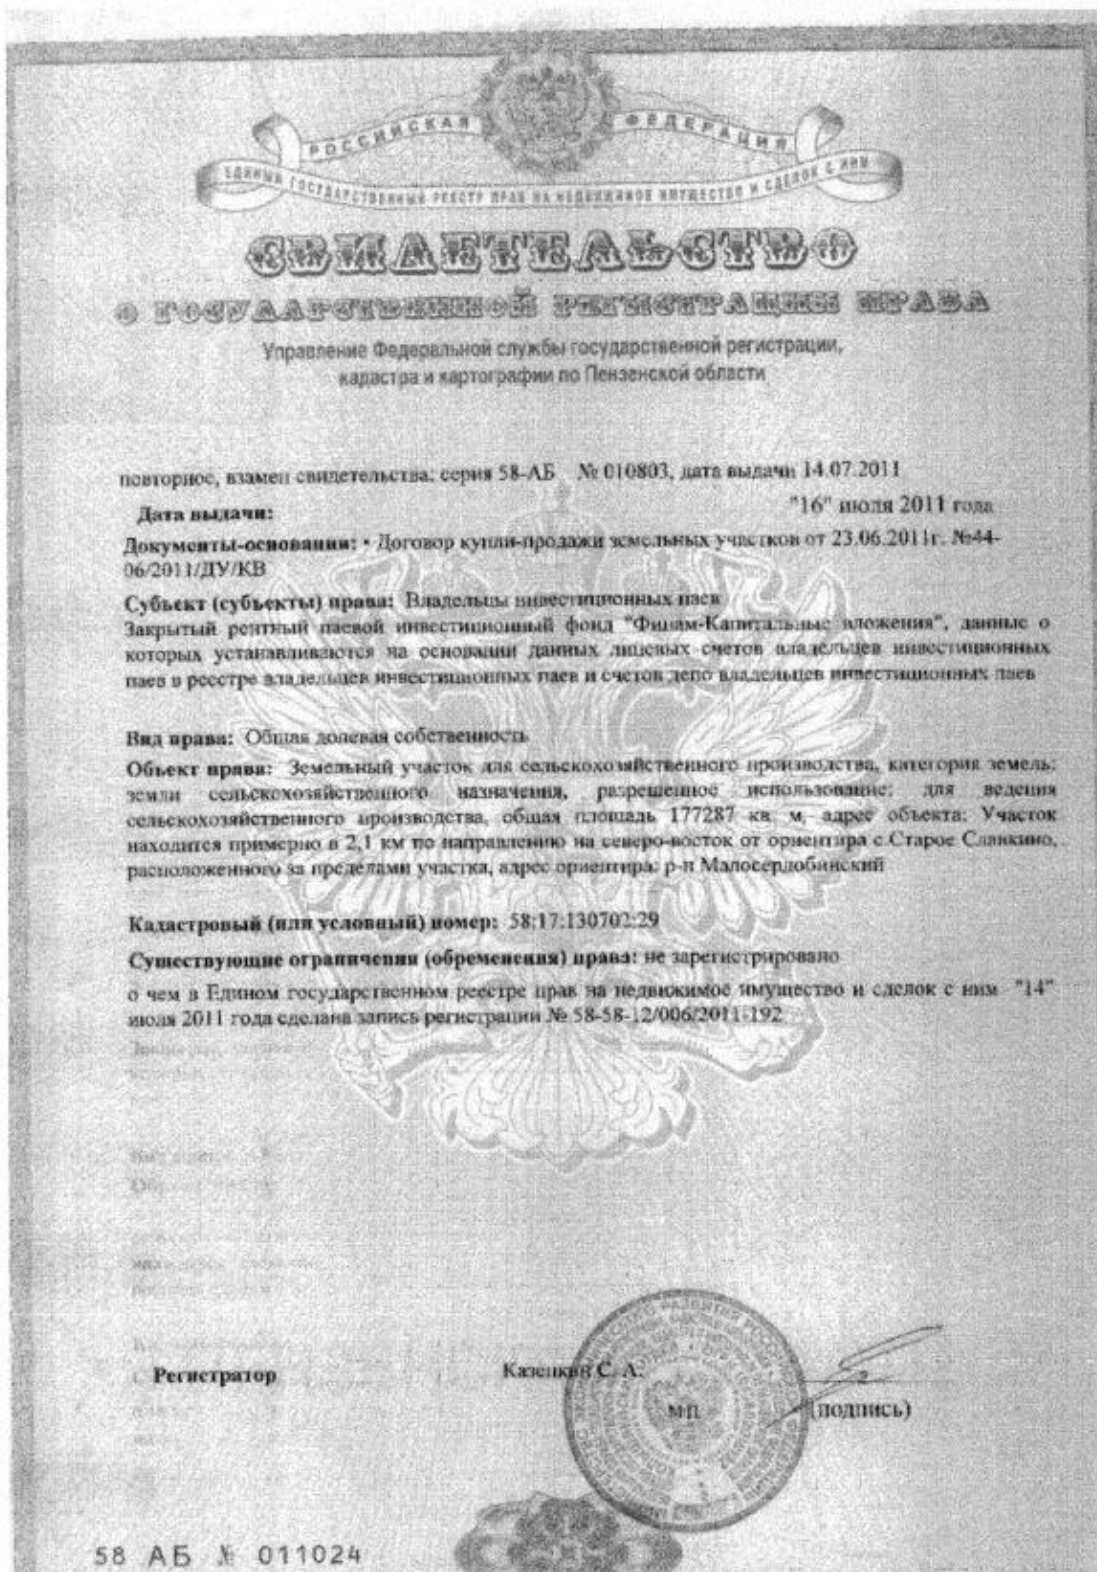 РОССИЙСКАЯ ФЕДЕРАЦИЯ
ЕДИНЫЙ ГОСУДАРСТВЕННЫЙ РЕЕСТР ПРАВ НА НЕДВИЖИМОЕ ИМУЩЕСТВО И СДЕЛОК С НИМ
СВИДЕТЕЛЬСТВО
О ГОСУДАРСТВЕННОЙ РЕГИСТРАЦИИ ПРАВА
Управление Федеральной службы государственной регистрации,
кадастра и картографии по Пензенской области
повторное, взамен свидетельства: серия 58-АБ № 010803, дата выдачи 14.07.2011
Дата выдачи: "16" июля 2011 года
Документы-основания: • Договор купли-продажи земельных участков от 23.06.2011г. №44-
06/2011/ДУ/КВ
Субъект (субъекты) права: Владельцы инвестиционных паев
Закрытый рентный паевой инвестиционный фонд "Финам-Капитальные вложения", данные о
которых устанавливаются на основании данных лицевых счетов владельцев инвестиционных
паев в реестре владельцев инвестиционных паев и счетов депо владельцев инвестиционных паев
Вид права: Общая долевая собственность
Объект права: Земельный участок для сельскохозяйственного производства, категория земель:
земли сельскохозяйственного назначения, разрешенное использование: для ведения
сельскохозяйственного производства, общая площадь 177287 кв. м, адрес объекта: Участок
находится примерно в 2,1 км по направлению на северо-восток от ориентира с.Старое Славкино,
расположенного за пределами участка, адрес ориентира: р-н Малосердобинский
Кадастровый (или условный) номер: 58:17:130702:29
Существующие ограничения (обременения) права: не зарегистрировано
о чем в Едином государственном реестре прав на недвижимое имущество и сделок с ним "14"
июля 2011 года сделана запись регистрации № 58-58-12/006/2011-192
Регистратор Казенкин С. А.
М.П. (подпись)
58 АБ № 011024